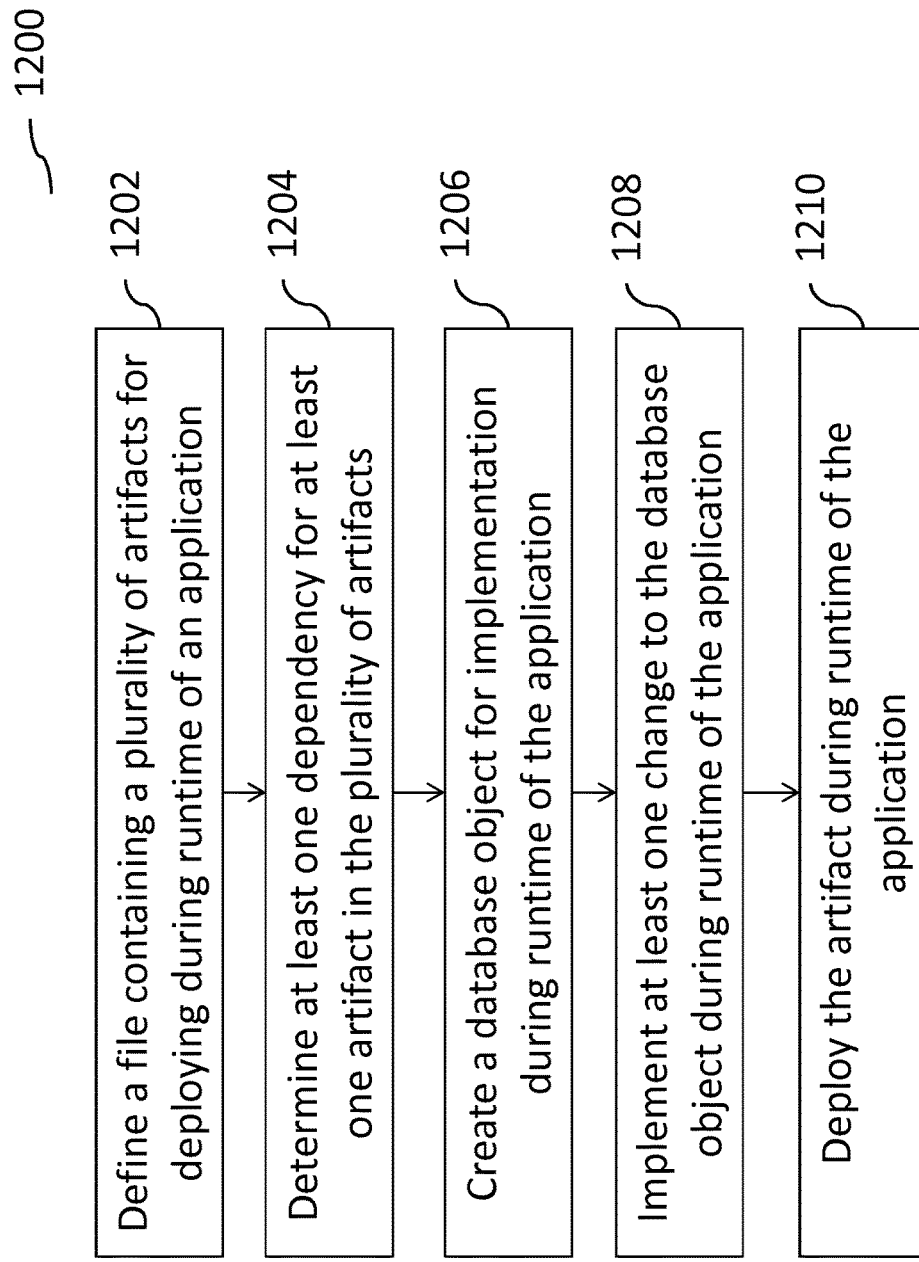 1200
1202
Define a file containing a plurality of artifacts for
deploying during runtime of an application
1204
Determine at least one dependency for at least
one artifact in the plurality of artifacts
1206
Create a database object for implementation
during runtime of the application
1208
Implement at least one change to the database
object during runtime of the application
1210
Deploy the artifact during runtime of the
application